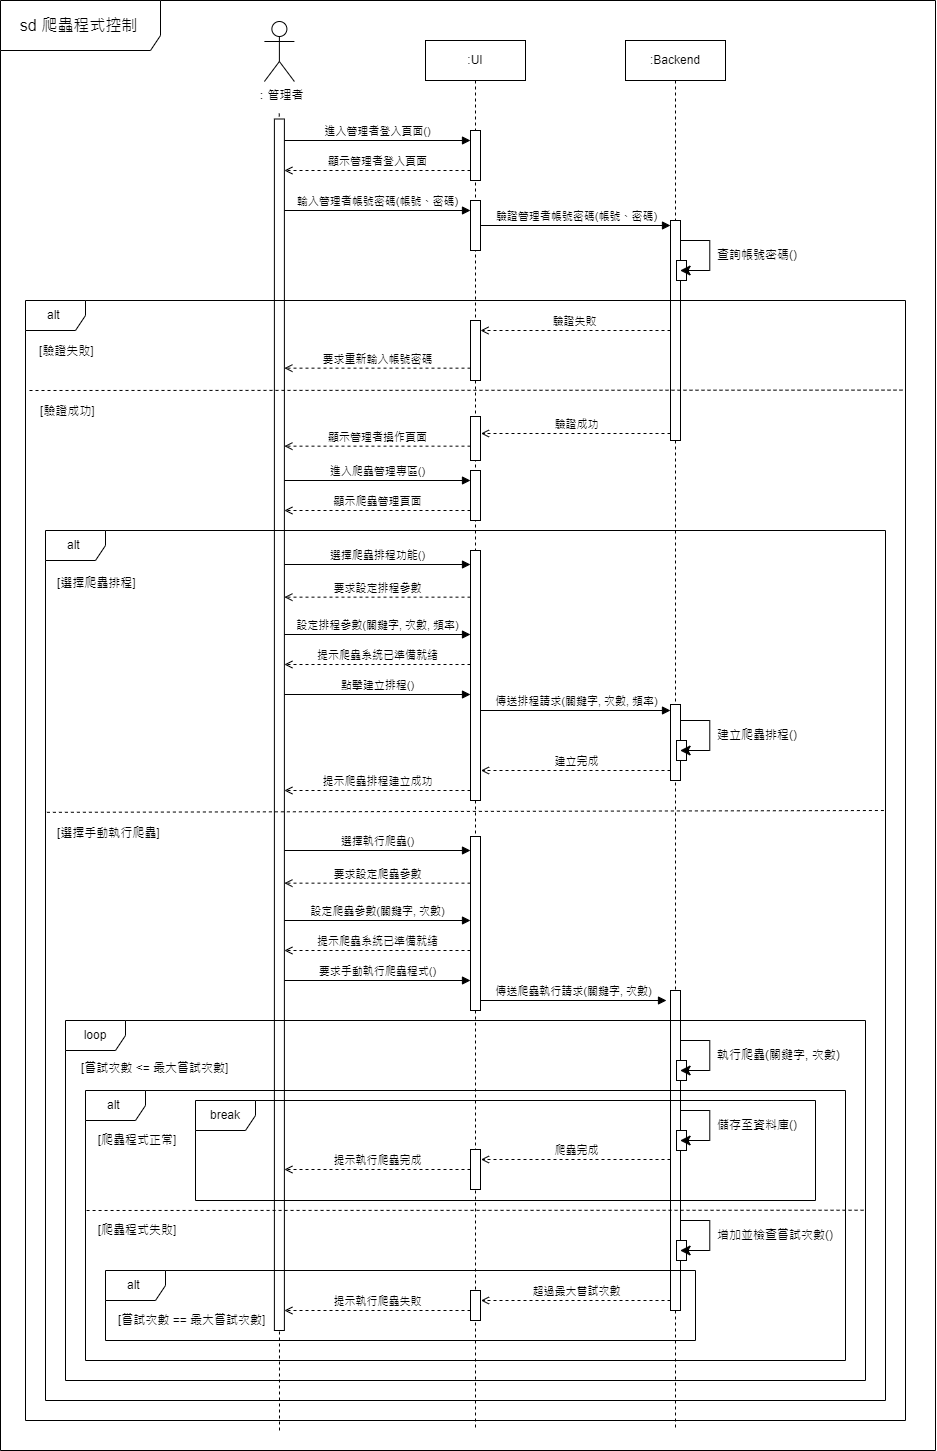 sd 爬蟲程式控制
:UI
:Backend
: 管理者
進入管理者登入頁面()
顯示管理者登入頁面
輸入管理者帳號密碼(帳號、密碼)
驗證管理者帳號密碼(帳號、密碼)
查詢帳號密碼()
alt
驗證失敗
[驗證失敗]
要求重新輸入帳號密碼
[驗證成功]
驗證成功
顯示管理者操作頁面
進入爬蟲管理專區()
顯示爬蟲管理頁面
alt
選擇爬蟲排程功能()
[選擇爬蟲排程]
要求設定排程參數
設定排程參數(關鍵字, 次數, 頻率)
提示爬蟲系統已準備就緒
點擊建立排程()
傳送排程請求(關鍵字, 次數, 頻率)
建立爬蟲排程()
建立完成
提示爬蟲排程建立成功
[選擇手動執行爬蟲]
選擇執行爬蟲()
要求設定爬蟲參數
設定爬蟲參數(關鍵字, 次數)
提示爬蟲系統已準備就緒
要求手動執行爬蟲程式()
傳送爬蟲執行請求(關鍵字, 次數)
loop
執行爬蟲(關鍵字, 次數)
[嘗試次數 <= 最大嘗試次數]
alt
break
儲存至資料庫()
[爬蟲程式正常]
爬蟲完成
提示執行爬蟲完成
[爬蟲程式失敗]
增加並檢查嘗試次數()
alt
超過最大嘗試次數
提示執行爬蟲失敗
[嘗試次數 == 最大嘗試次數]